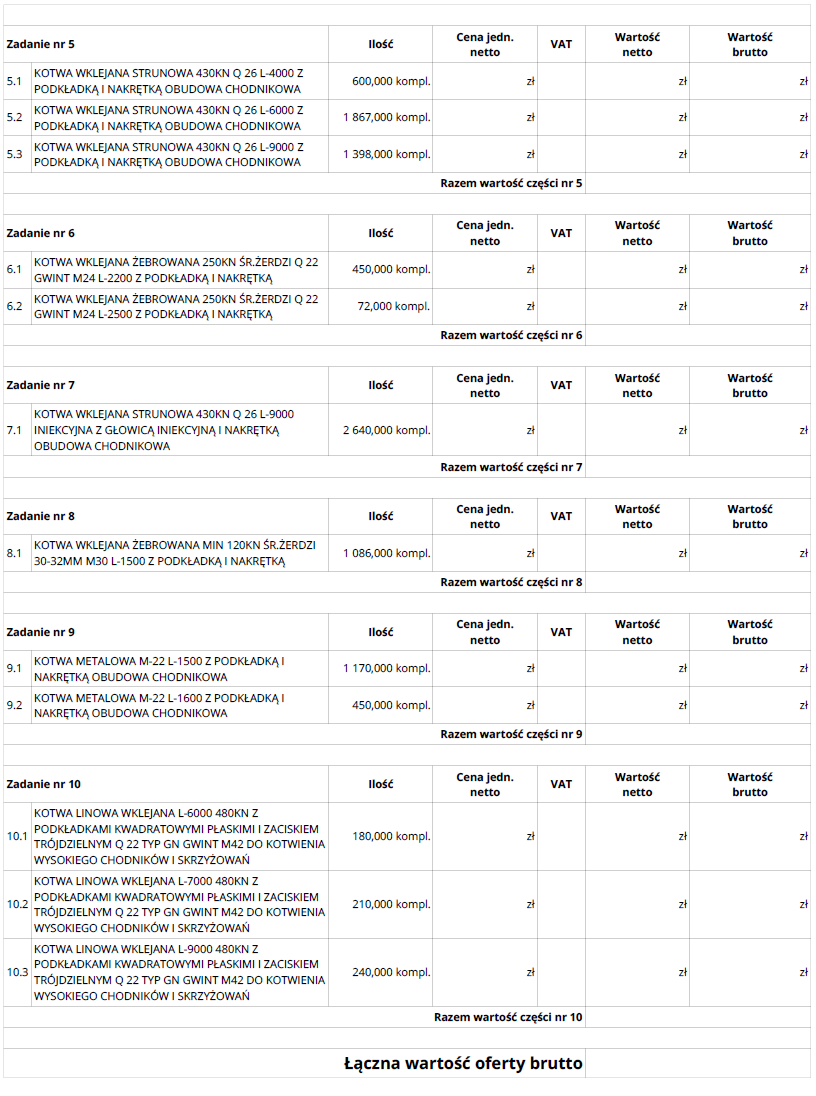 Zadanie nr 5 Ilość Cena jedn. netto VAT Wartość netto Wartość brutto
5.1 KOTWA WKLEJANA STRUNOWA 430KN Q 26 L-4000 Z
PODKŁADKĄ I NAKRĘTKĄ OBUDOWA CHODNIKOWA 600,000 kompl. zł zł zł
5.2 KOTWA WKLEJANA STRUNOWA 430KN Q 26 L-6000 Z
PODKŁADKĄ I NAKRĘTKĄ OBUDOWA CHODNIKOWA 1 867,000 kompl. zł zł zł
5.3 KOTWA WKLEJANA STRUNOWA 430KN Q 26 L-9000 Z
PODKŁADKĄ I NAKRĘTKĄ OBUDOWA CHODNIKOWA 1 398,000 kompl. zł zł zł
Razem wartość części nr 5
Zadanie nr 6 Ilość Cena jedn. netto VAT Wartość netto Wartość brutto
6.1 KOTWA WKLEJANA ŻEBROWANA 250KN ŚR.ŻERDZI Q 22
GWINT M24 L-2200 Z PODKŁADKĄ I NAKRĘTKĄ 450,000 kompl. zł zł zł
6.2 KOTWA WKLEJANA ŻEBROWANA 250KN ŚR.ŻERDZI Q 22
GWINT M24 L-2500 Z PODKŁADKĄ I NAKRĘTKĄ 72,000 kompl. zł zł zł
Razem wartość części nr 6
Zadanie nr 7 Ilość Cena jedn. netto VAT Wartość netto Wartość brutto
7.1 KOTWA WKLEJANA STRUNOWA 430KN Q 26 L-9000
INIEKCYJNA Z GŁOWICĄ INIEKCYJNĄ I NAKRĘTKĄ
OBUDOWA CHODNIKOWA 2 640,000 kompl. zł zł zł
Razem wartość części nr 7
Zadanie nr 8 Ilość Cena jedn. netto VAT Wartość netto Wartość brutto
8.1 KOTWA WKLEJANA ŻEBROWANA MIN 120KN ŚR.ŻERDZI
30-32MM M30 L-1500 Z PODKŁADKĄ I NAKRĘTKĄ 1 086,000 kompl. zł zł zł
Razem wartość części nr 8
Zadanie nr 9 Ilość Cena jedn. netto VAT Wartość netto Wartość brutto
9.1 KOTWA METALOWA M-22 L-1500 Z PODKŁADKĄ I
NAKRĘTKĄ OBUDOWA CHODNIKOWA 1 170,000 kompl. zł zł zł
9.2 KOTWA METALOWA M-22 L-1600 Z PODKŁADKĄ I
NAKRĘTKĄ OBUDOWA CHODNIKOWA 450,000 kompl. zł zł zł
Razem wartość części nr 9
Zadanie nr 10 Ilość Cena jedn. netto VAT Wartość netto Wartość brutto
10.1 KOTWA LINOWA WKLEJANA L-6000 480KN Z
PODKŁADKAMI KWADRATOWYMI PŁASKIMI I ZACISKIEM
TRÓJDZIELNYM Q 22 TYP GN GWINT M42 DO KOTWIENIA
WYSOKIEGO CHODNIKÓW I SKRZYŻOWAŃ 180,000 kompl. zł zł zł
10.2 KOTWA LINOWA WKLEJANA L-7000 480KN Z
PODKŁADKAMI KWADRATOWYMI PŁASKIMI I ZACISKIEM
TRÓJDZIELNYM Q 22 TYP GN GWINT M42 DO KOTWIENIA
WYSOKIEGO CHODNIKÓW I SKRZYŻOWAŃ 210,000 kompl. zł zł zł
10.3 KOTWA LINOWA WKLEJANA L-9000 480KN Z
PODKŁADKAMI KWADRATOWYMI PŁASKIMI I ZACISKIEM
TRÓJDZIELNYM Q 22 TYP GN GWINT M42 DO KOTWIENIA
WYSOKIEGO CHODNIKÓW I SKRZYŻOWAŃ 240,000 kompl. zł zł zł
Razem wartość części nr 10
Łączna wartość oferty brutto